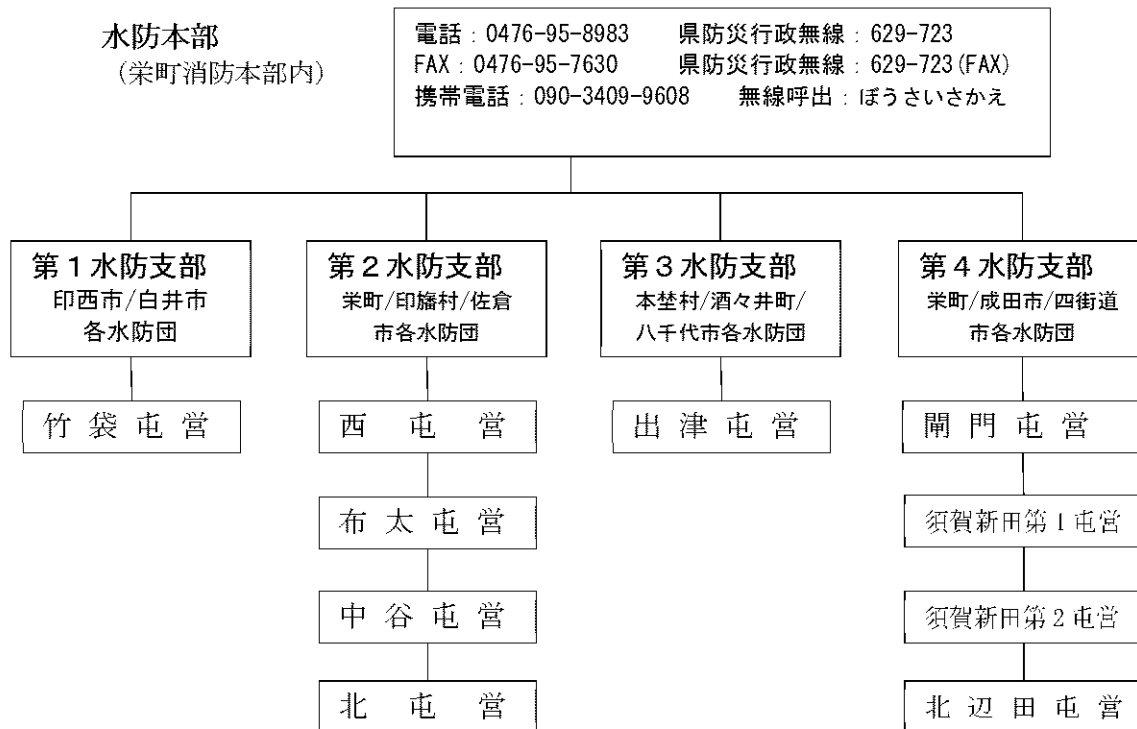 水防本部
（栄町消防本部内）
電話：0476-95-8983　県防災行政無線：629-723
FAX：0476-95-7630　県防災行政無線：629-723(FAX)
携帯電話：090-3409-9608　無線呼出：ぼうさいさかえ
第１水防支部
印西市/白井市
各水防団
第２水防支部
栄町/印旛村/佐倉
市各水防団
第３水防支部
本埜村/酒々井町/
八千代市各水防団
第４水防支部
栄町/成田市/四街道
市各水防団
竹袋屯営
西屯営
出津屯営
閘門屯営
布太屯営
須賀新田第１屯営
中谷屯営
須賀新田第２屯営
北屯営
北辺田屯営